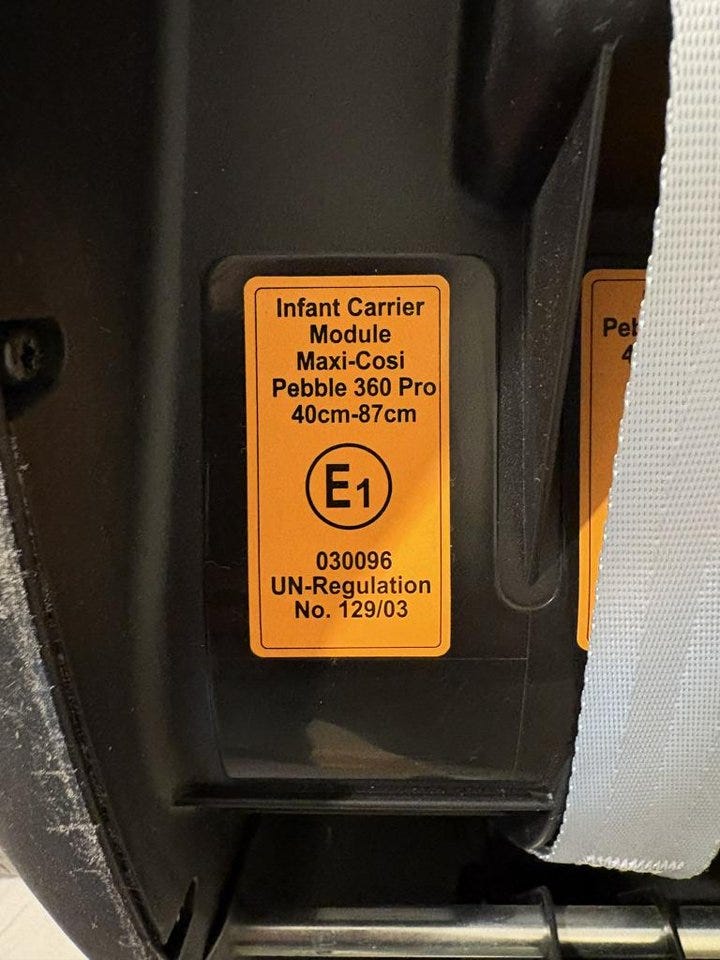 Infant Carrier
Module
Maxi-Cosi
Pebble 360 Pro
40cm-87cm
E1
030096
UN-Regulation
No. 129/03